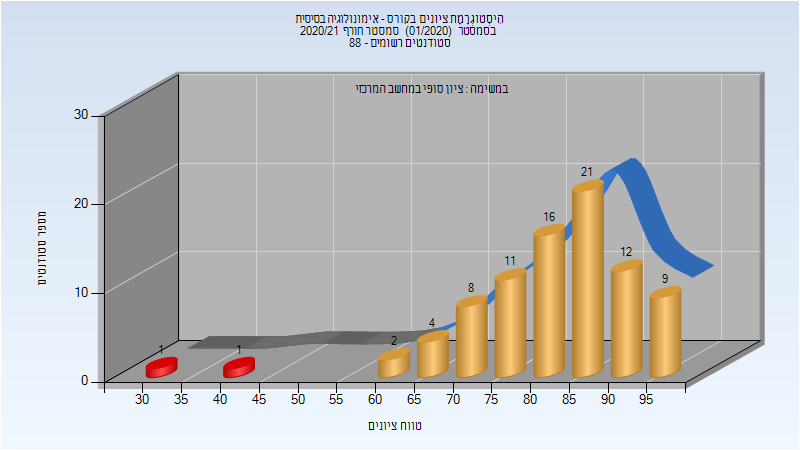 היסטוגרמת ציונים בקורס - אימונולוגיה בסיסית
בסמסטר (01/2020) סמסטר חורף 2020/21
סטודנטים רשומים - 88
במשימה : ציון סופי במחשב המרכזי
מספר סטודנטים
30
20
10
0
1
1
2
4
8
11
16
21
12
9
30 35 40 45 50 55 60 65 70 75 80 85 90 95
טווח ציונים